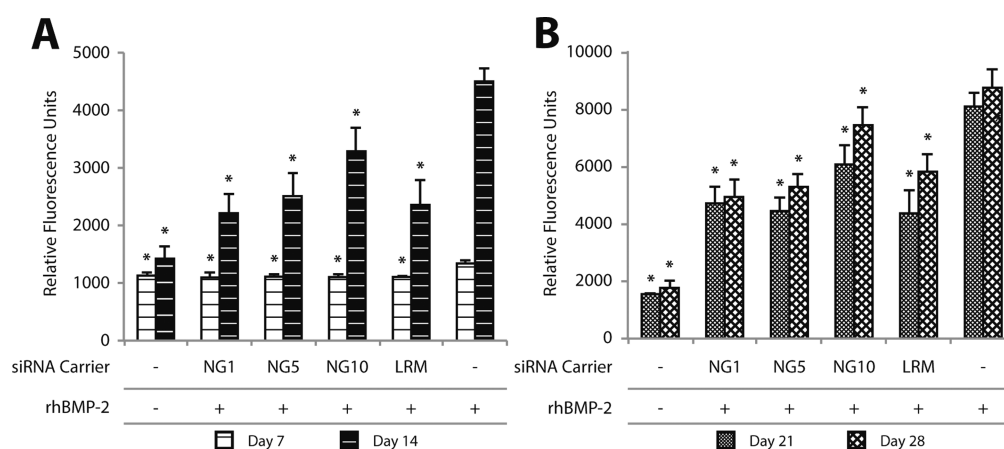 A
Relative Fluorescence Units
5000
4000
3000
2000
1000
0
* * * * * * * * *
siRNA Carrier - NG1 NG5 NG10 LRM -
rhBMP-2 - + + + + +
Day 7 Day 14
B
Relative Fluorescence Units
10000
8000
6000
4000
2000
0
* * * * * * * * * *
siRNA Carrier - NG1 NG5 NG10 LRM -
rhBMP-2 - + + + + +
Day 21 Day 28